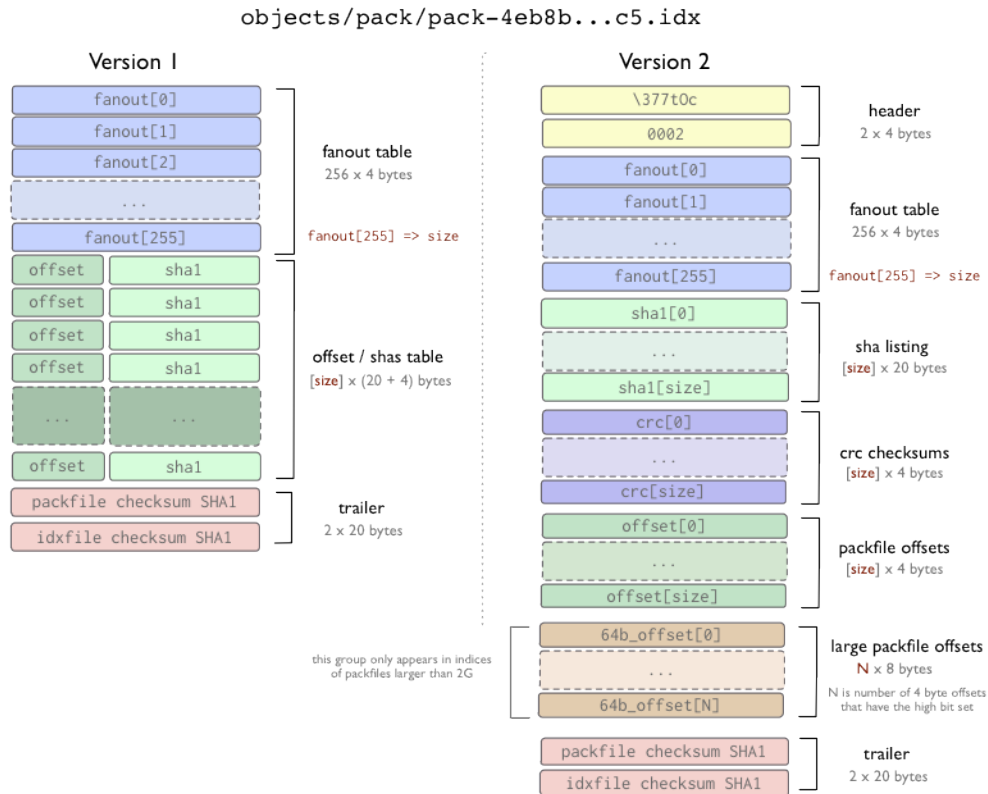 objects/pack/pack-4eb8b...c5.idx
Version 1
fanout[0]
fanout[1]
fanout[2]
...
fanout[255]
fanout table
256 x 4 bytes
fanout[255] => size
offset sha1
offset sha1
offset sha1
offset sha1
... ...
offset sha1
offset / shas table
[size] x (20 + 4) bytes
packfile checksum SHA1
idxfile checksum SHA1
trailer
2 x 20 bytes
Version 2
\377tOc
0002
header
2 x 4 bytes
fanout[0]
fanout[1]
...
fanout[255]
fanout table
256 x 4 bytes
fanout[255] => size
sha1[0]
...
sha1[size]
sha listing
[size] x 20 bytes
crc[0]
...
crc[size]
crc checksums
[size] x 4 bytes
offset[0]
...
offset[size]
packfile offsets
[size] x 4 bytes
this group only appears in indices
of packfiles larger than 2G
64b_offset[0]
...
64b_offset[N]
large packfile offsets
N x 8 bytes
N is number of 4 byte offsets
that have the high bit set
packfile checksum SHA1
idxfile checksum SHA1
trailer
2 x 20 bytes